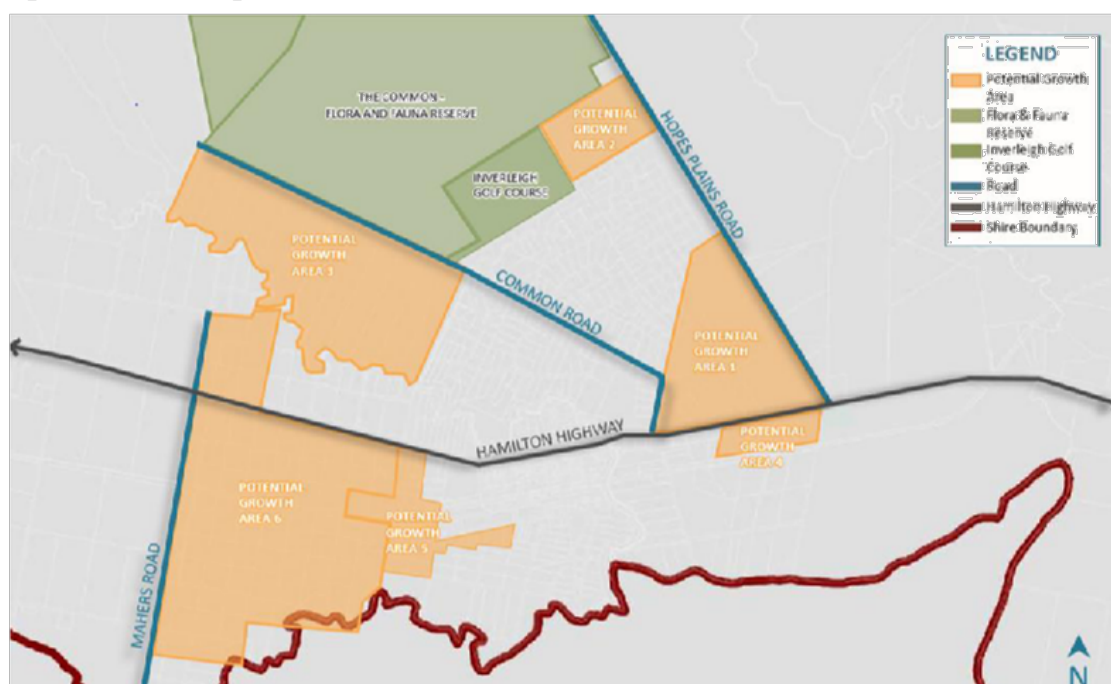 THE COMMON -
FLORA AND FAUNA RESERVE
POTENTIAL
GROWTH
AREA 2
HOPES PLAINS ROAD
INVERLEIGH
GOLF COURSE
POTENTIAL
GROWTH
AREA 3
COMMON ROAD
POTENTIAL
GROWTH
AREA 1
HAMILTON HIGHWAY
POTENTIAL
GROWTH
AREA 4
POTENTIAL
GROWTH
AREA 6
POTENTIAL
GROWTH
AREA 5
MAHERS ROAD
LEGEND
Potential Growth
Area
Flora & Fauna
reserve
Inverleigh Golf
Course
Road
Hamilton Highway
Shire Boundary
N